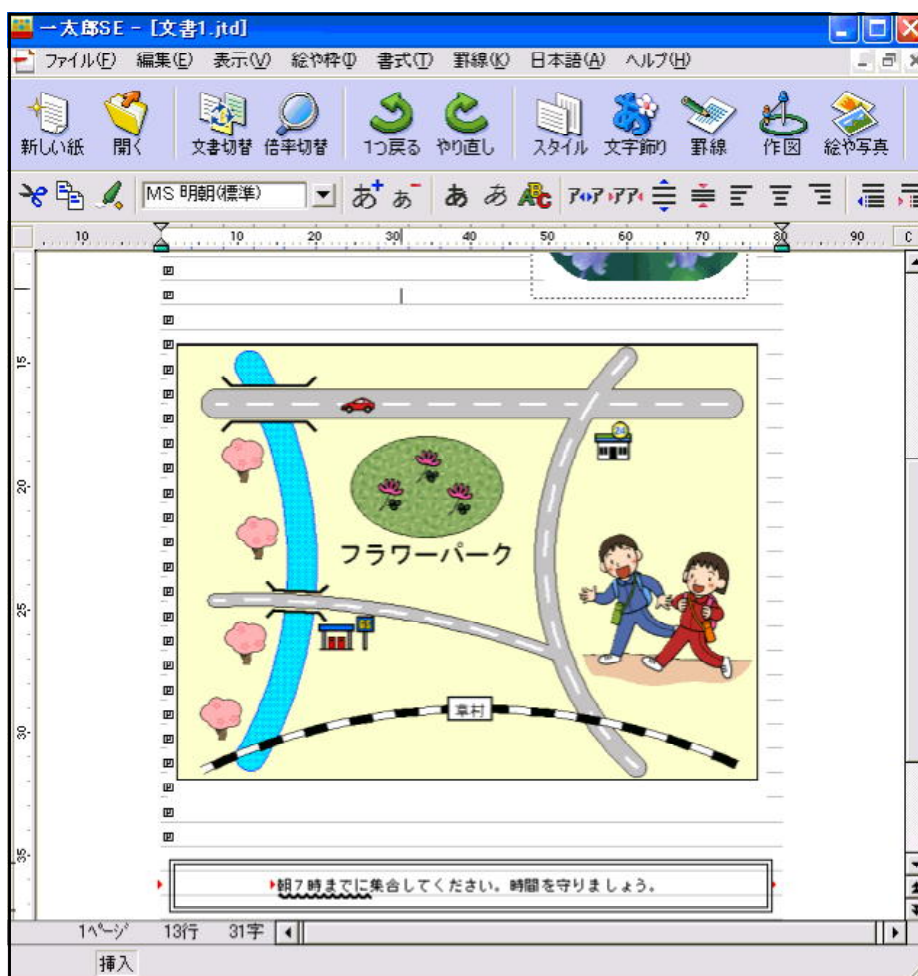 一太郎SE - [文書1.jtd]
ファイル(F) 編集(E) 表示(V) 絵や枠(I) 書式(T) 罫線(K) 日本語(A) ヘルプ(H)
新しい紙 開く 文書切替 倍率切替 1つ戻る やり直し スタイル 文字飾り 罫線 作図 絵や写真
MS 明朝(標準) あ+ ぁ- あ あ ABC
10 10 20 30 40 50 60 70 80 90 C
15
24
20
フラワーパーク
25
GS
30
草村
35
朝7時までに集合してください。時間を守りましょう。
1ページ 13行 31字
挿入